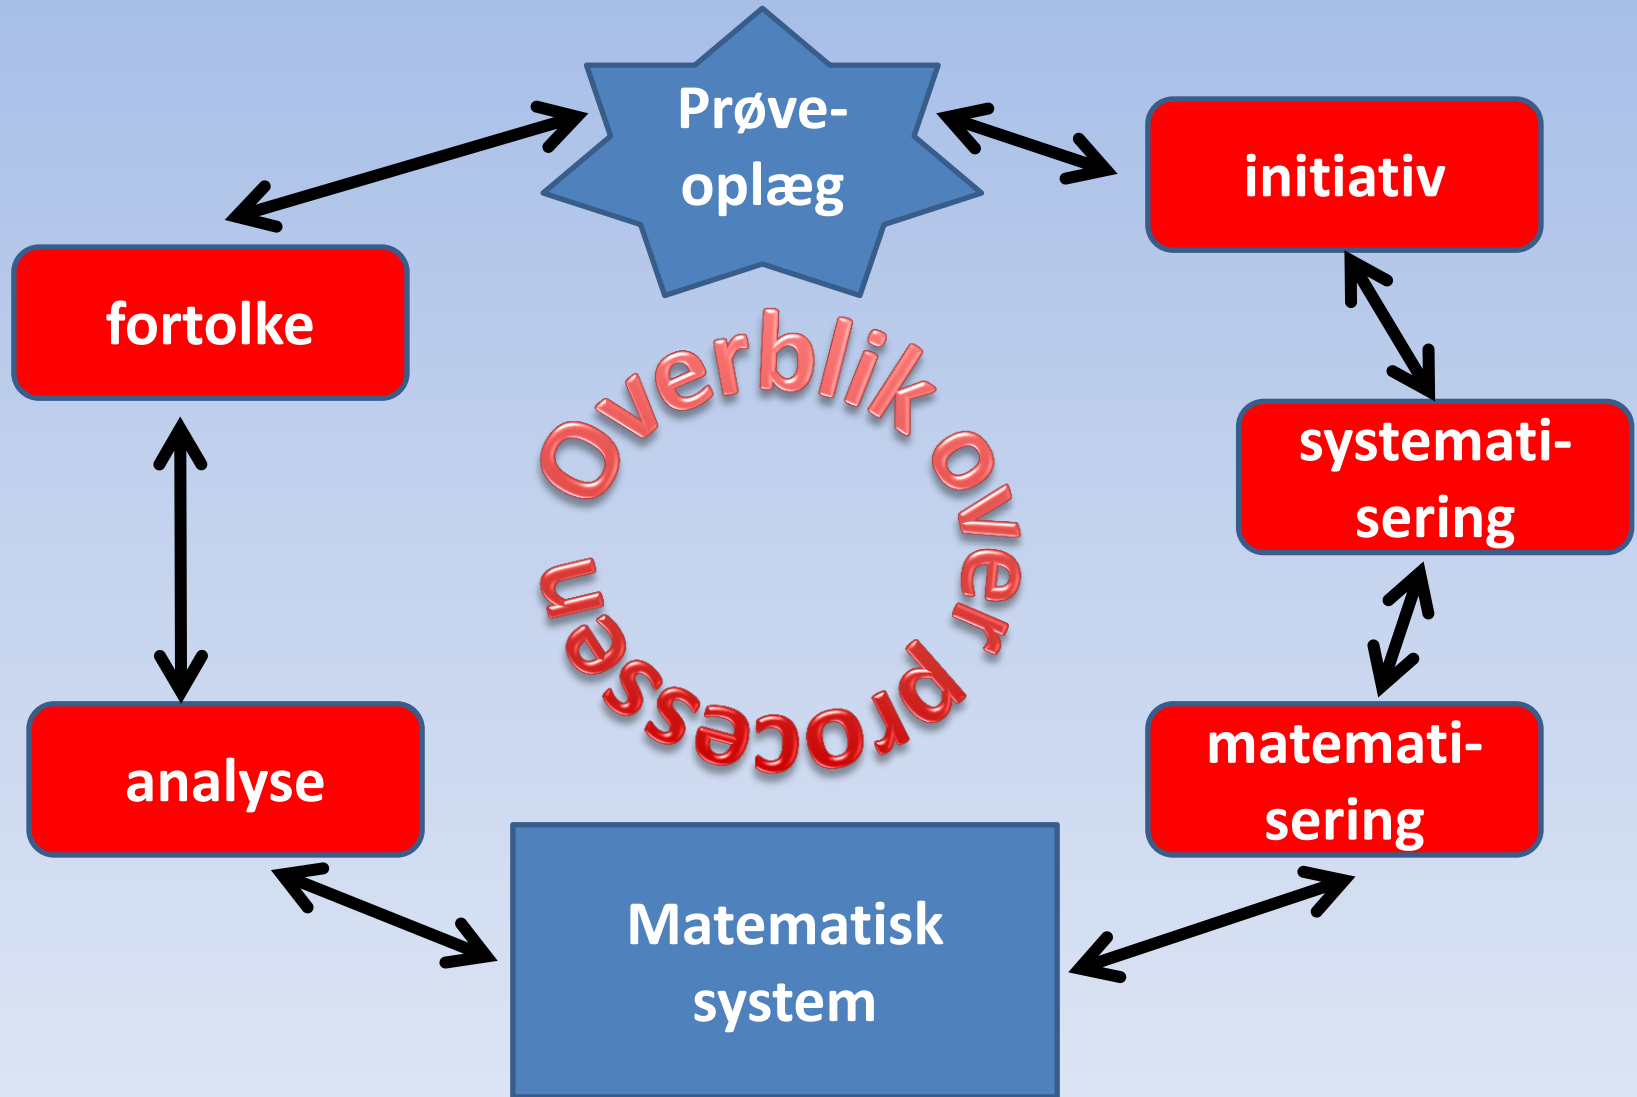 Prøve-
oplæg
initiativ
fortolke
Overblik over processen
systemati-
sering
analyse
matemati-
sering
Matematisk
system